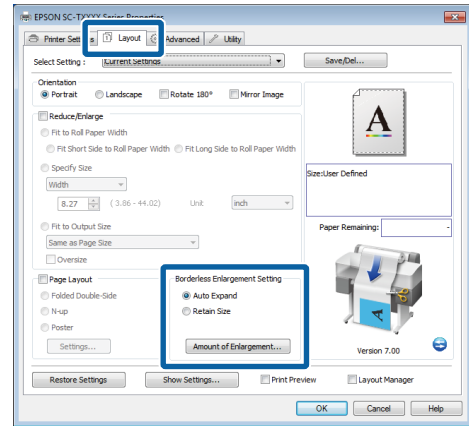 EPSON SC-TXXXX Series Properties
Printer Sett s Layout Advanced Utility
Select Setting : Current Settings Save/Del...
Orientation
Portrait Landscape Rotate 180° Mirror Image
Reduce/Enlarge
Fit to Roll Paper Width
Fit Short Side to Roll Paper Width Fit Long Side to Roll Paper Width
Specify Size
Width
8.27 ( 3.86 - 44.02) Unit inch
Fit to Output Size
Same as Page Size
Oversize
A
Size:User Defined
Paper Remaining: -
Page Layout
Folded Double-Side
N-up
Poster
Settings...
Borderless Enlargement Setting
Auto Expand
Retain Size
Amount of Enlargement...
A
Version 7.00
Restore Settings Show Settings... Print Preview Layout Manager
OK Cancel Help